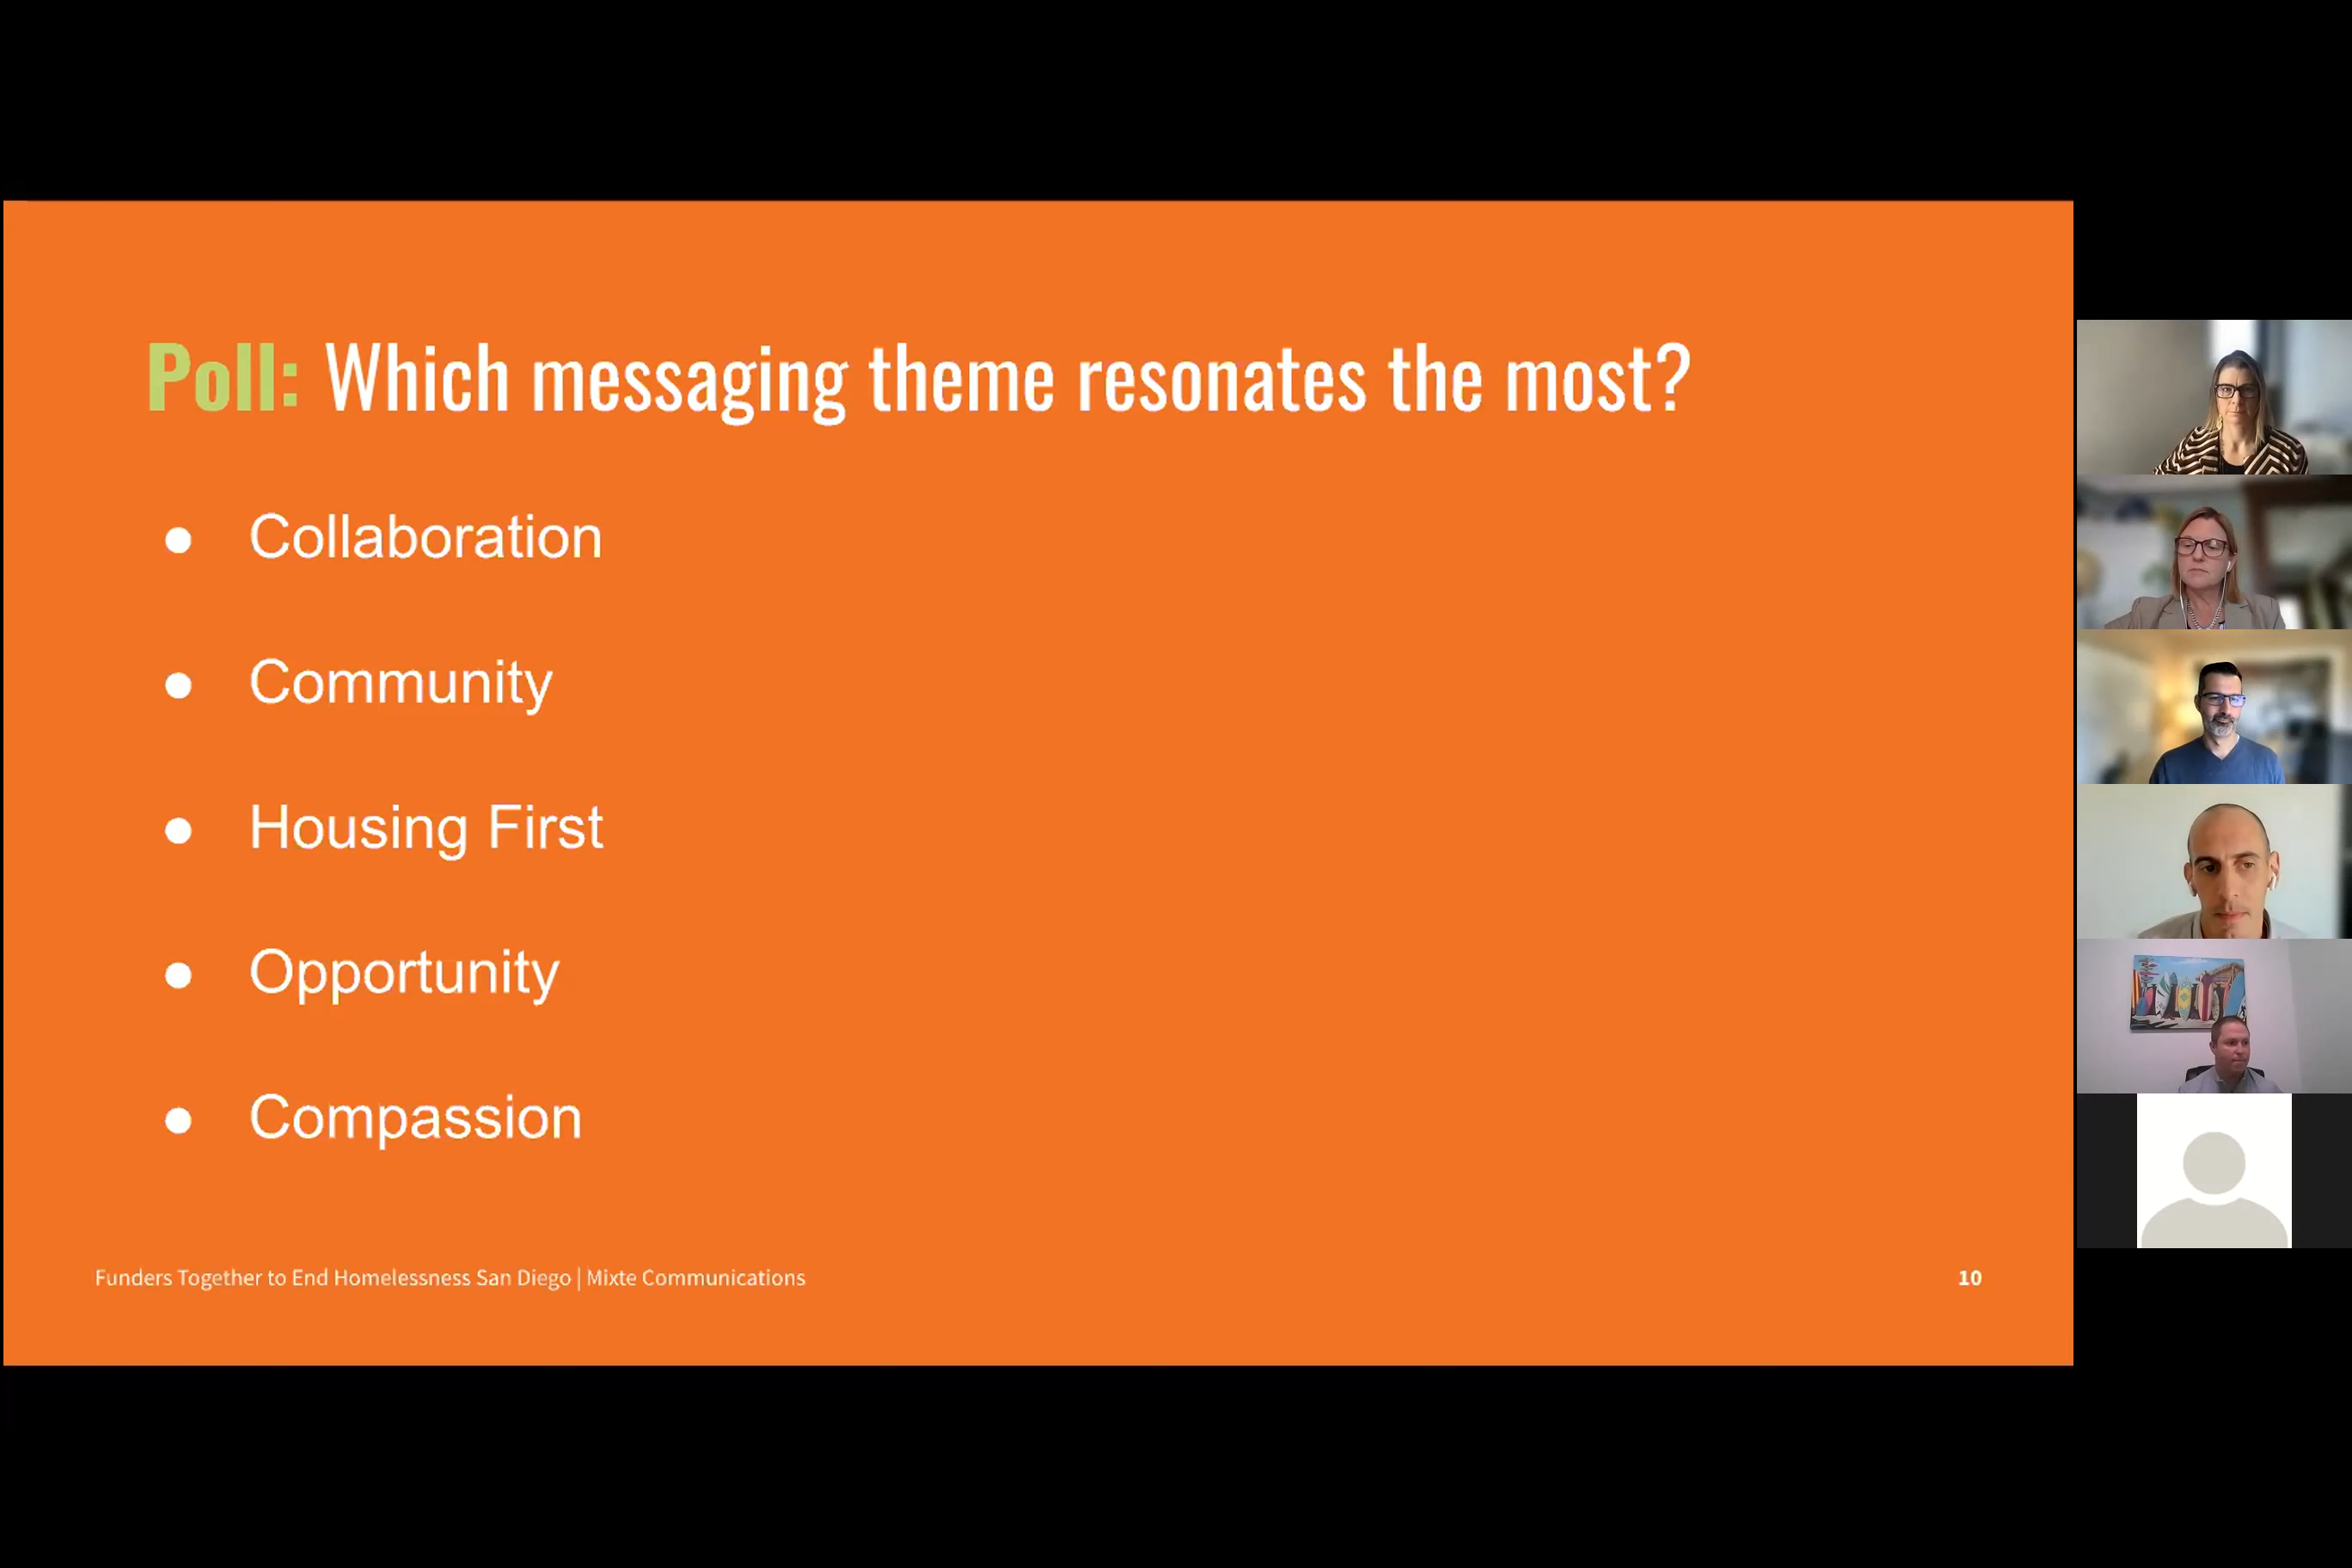 Poll: Which messaging theme resonates the most?
● Collaboration
● Community
● Housing First
● Opportunity
● Compassion
Funders Together to End Homelessness San Diego | Mixte Communications
10